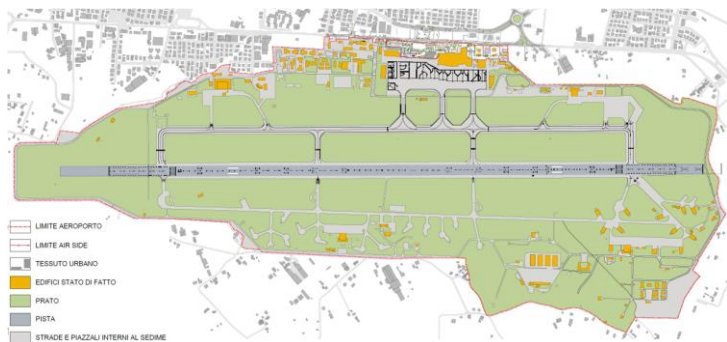 LIMITE AEROPORTO
LIMITE AIR SIDE
TESSUTO URBANO
EDIFICI STATO DI FATTO
PRATO
PISTA
STRADE E PIAZZALI INTERNI AL SEDIME